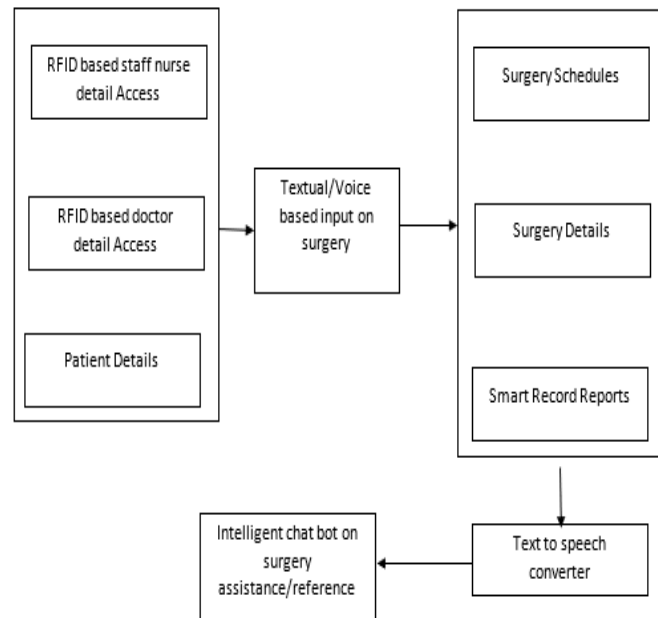 RFID based staff nurse
detail Access
RFID based doctor
detail Access
Patient Details
Textual/Voice
based input on
surgery
Surgery Schedules
Surgery Details
Smart Record Reports
Text to speech
converter
Intelligent chat bot on
surgery
assistance/reference